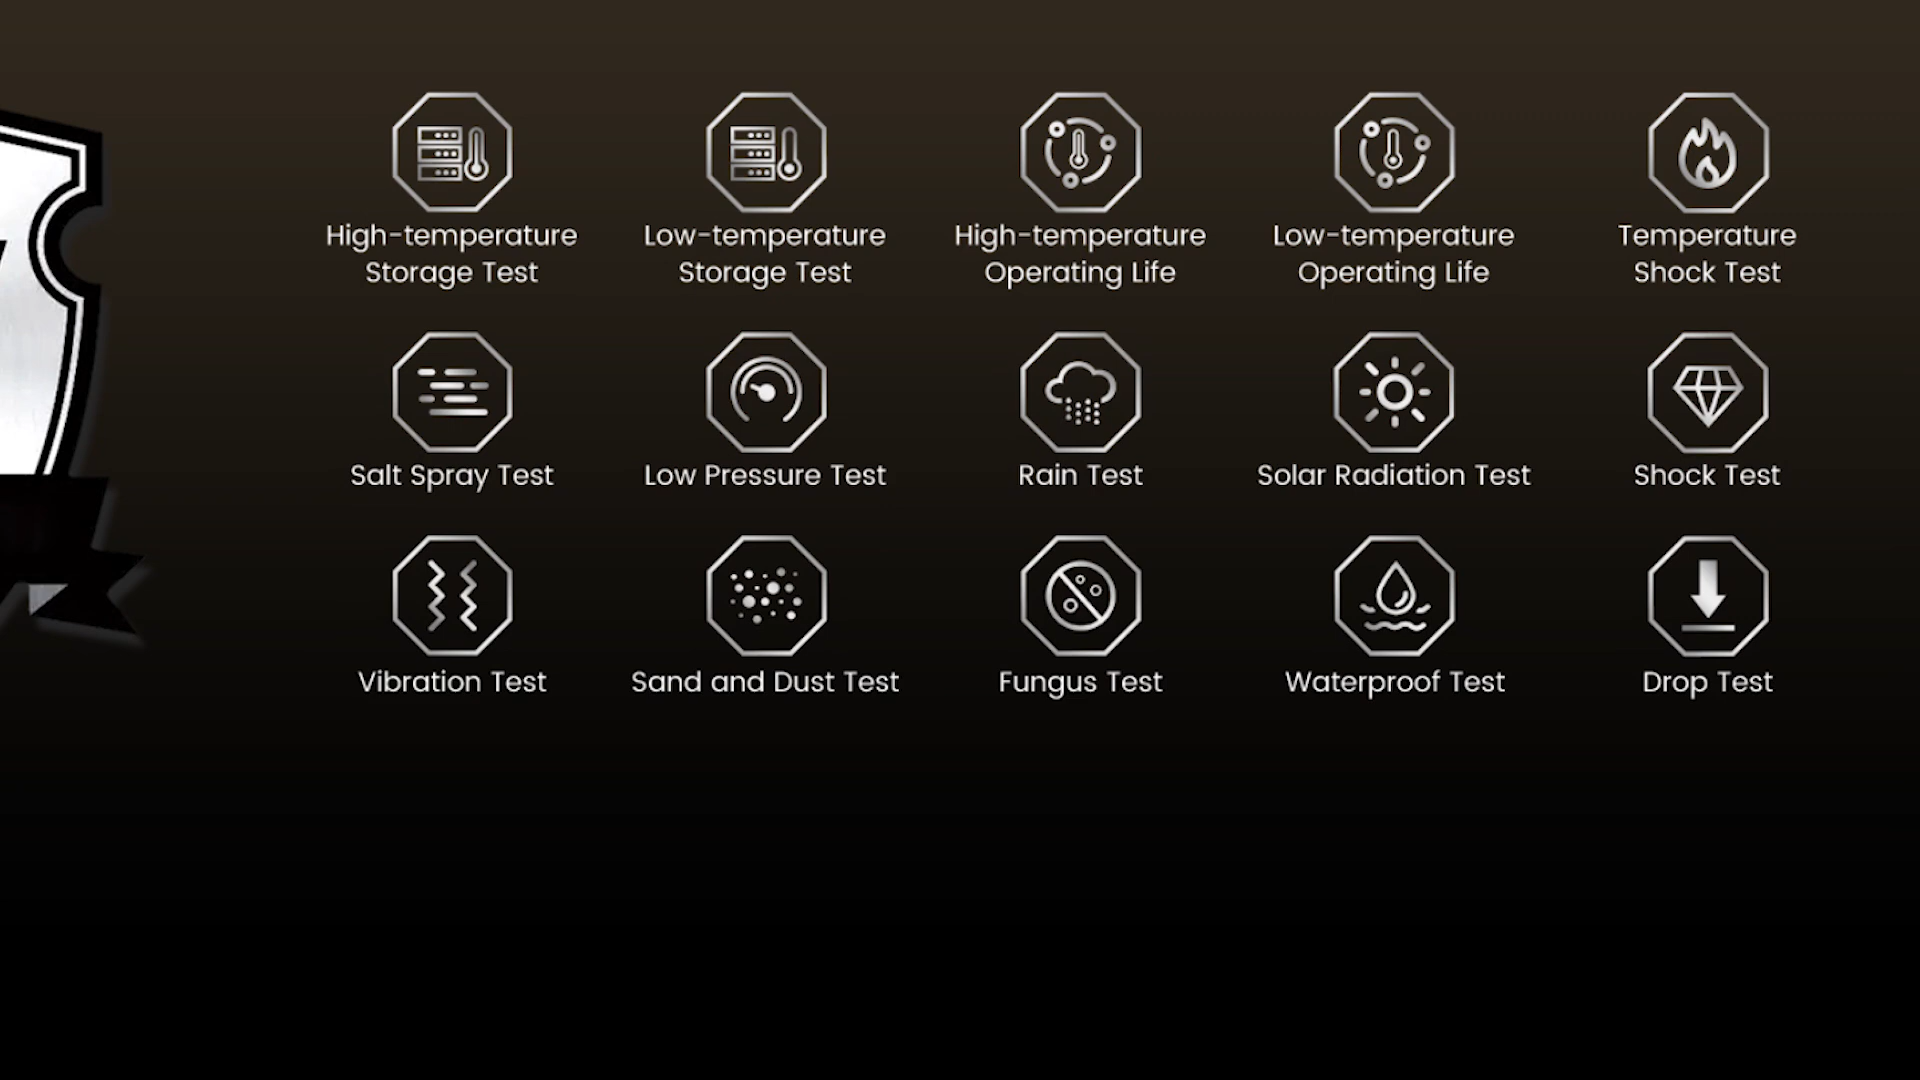 High-temperature
Storage Test
Low-temperature
Storage Test
High-temperature
Operating Life
Low-temperature
Operating Life
Temperature
Shock Test
Salt Spray Test
Low Pressure Test
Rain Test
Solar Radiation Test
Shock Test
Vibration Test
Sand and Dust Test
Fungus Test
Waterproof Test
Drop Test